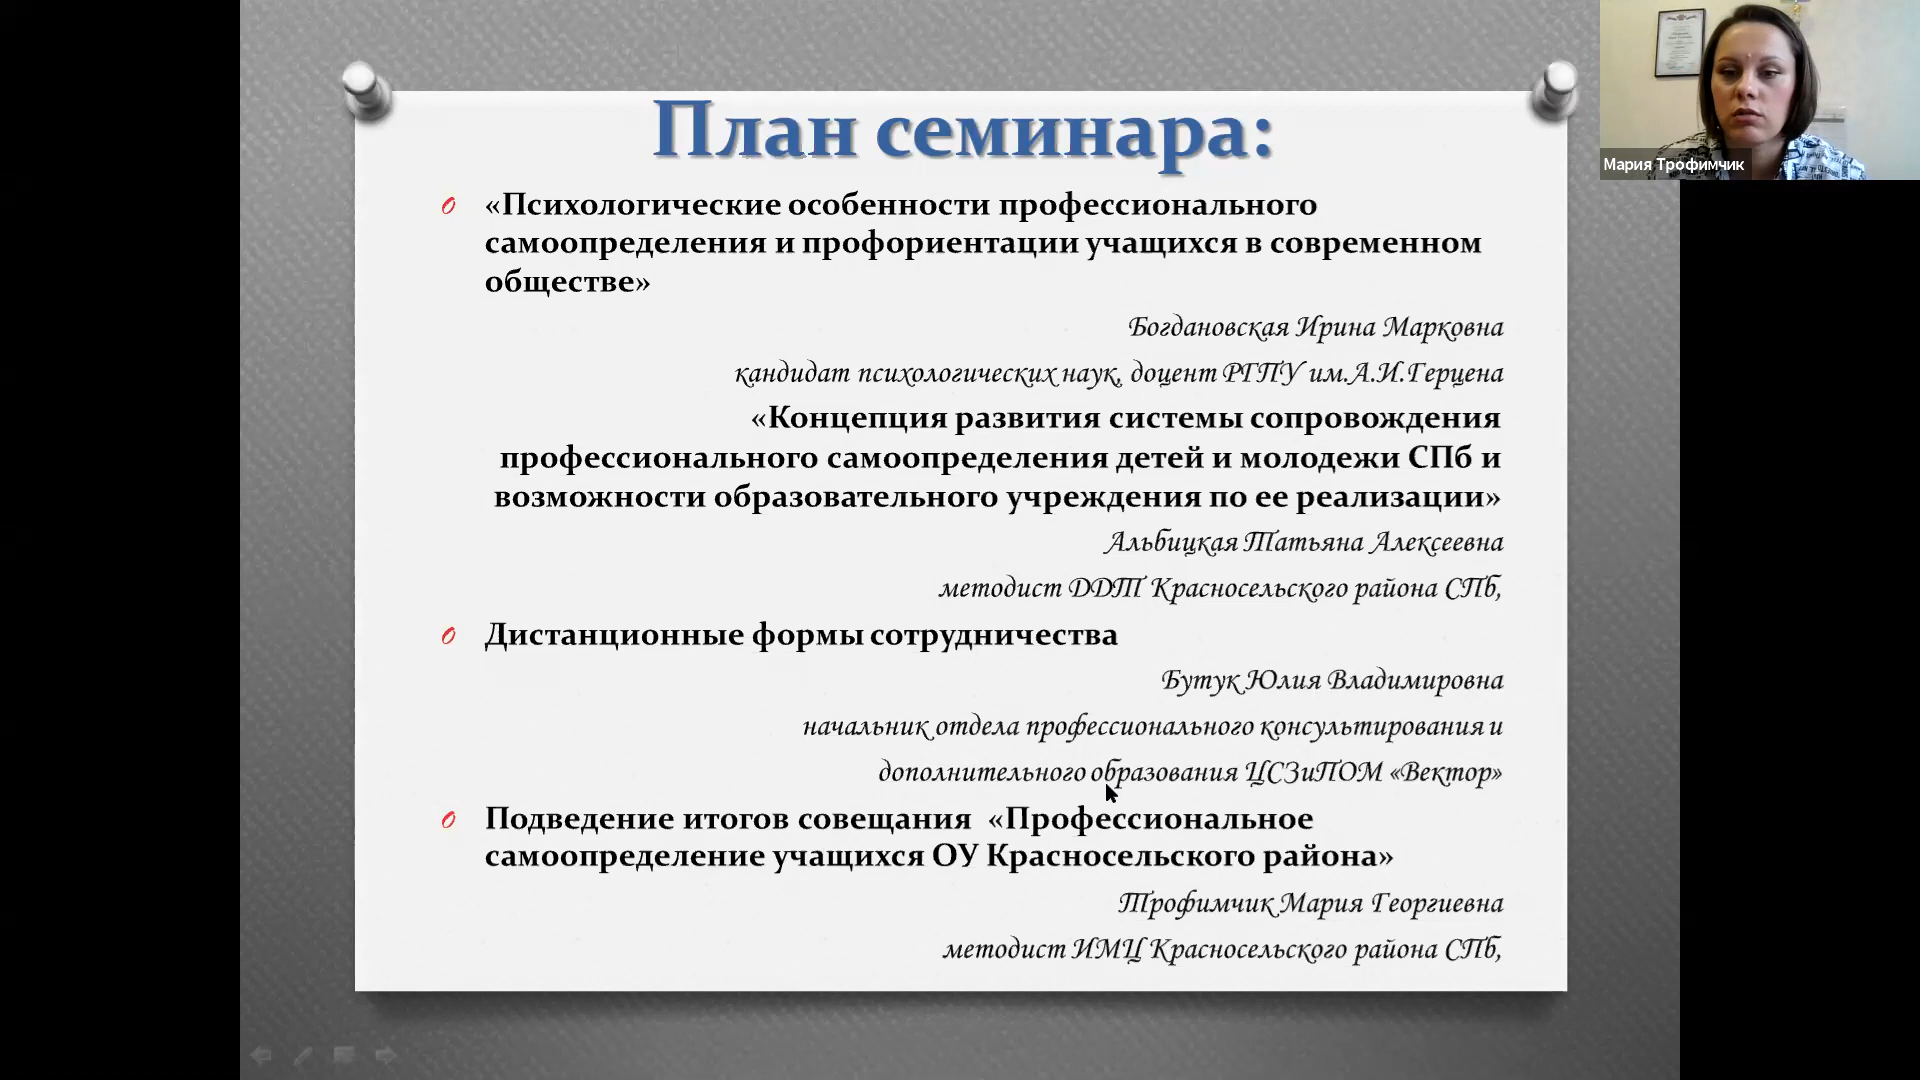 План семинара:
Мария Трофимчик
«Психологические особенности профессионального
самоопределения и профориентации учащихся в современном
обществе»
Богдановская Ирина Марковна
кандидат психологических наук, доцент РГПУ им.А.И.Герцена
«Концепция развития системы сопровождения
профессионального самоопределения детей и молодежи СПб и
возможности образовательного учреждения по ее реализации»
Альбицкая Татьяна Алексеевна
методист ДДТ Красносельского района СПб,
Дистанционные формы сотрудничества
Бутук Юлия Владимировна
начальник отдела профессионального консультирования и
дополнительного образования ЦСЗиПОМ «Вектор»
Подведение итогов совещания «Профессиональное
самоопределение учащихся ОУ Красносельского района»
Трофимчик Мария Георгиевна
методист ИМЦ Красносельского района СПб,